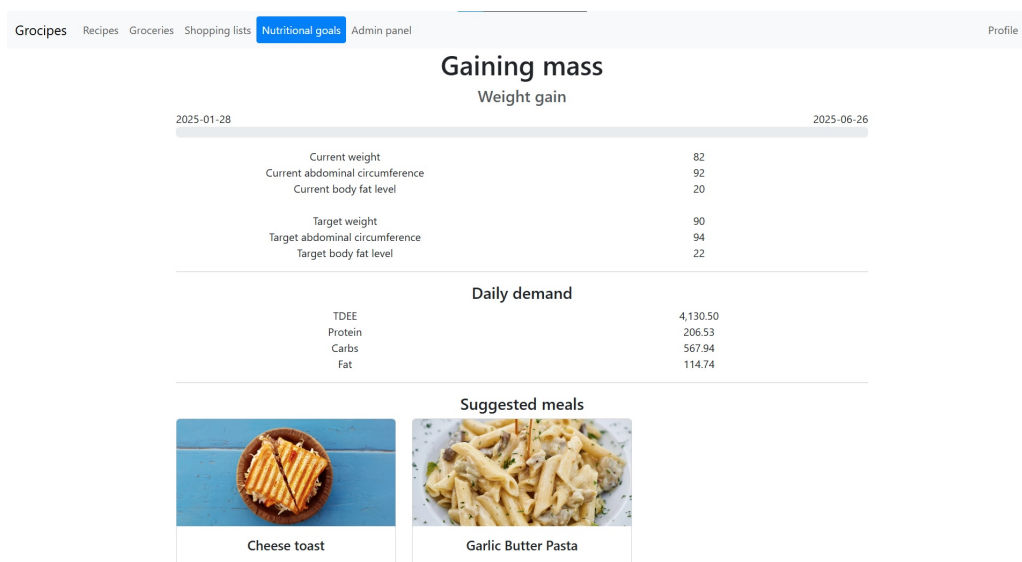 Grocipes Recipes Groceries Shopping lists Nutritional goals Admin panel Profile
Gaining mass
Weight gain
2025-01-28 2025-06-26
Current weight 82
Current abdominal circumference 92
Current body fat level 20
Target weight 90
Target abdominal circumference 94
Target body fat level 22
Daily demand
TDEE 4,130.50
Protein 206.53
Carbs 567.94
Fat 114.74
Suggested meals
Cheese toast Garlic Butter Pasta